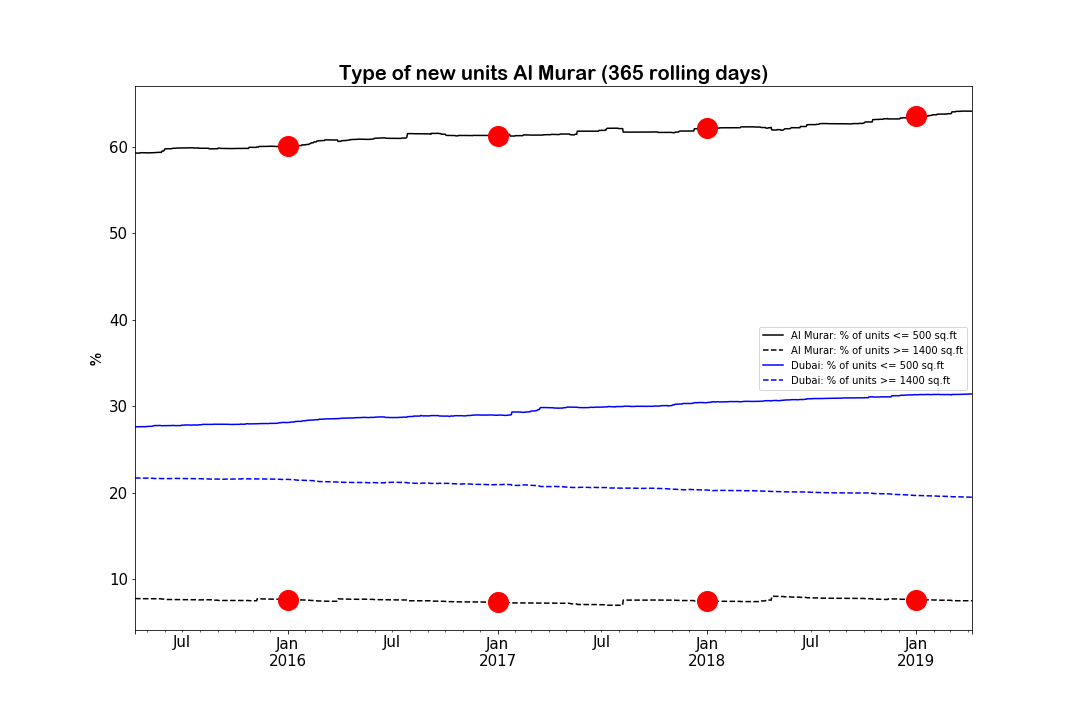 Type of new units Al Murar (365 rolling days)
60
50
40
30
20
10
%
Al Murar: % of units <= 500 sq.ft
Al Murar: % of units >= 1400 sq.ft
Dubai: % of units <= 500 sq.ft
Dubai: % of units >= 1400 sq.ft
Jul Jan Jul Jan Jul Jan Jul Jan
2016 2017 2018 2019